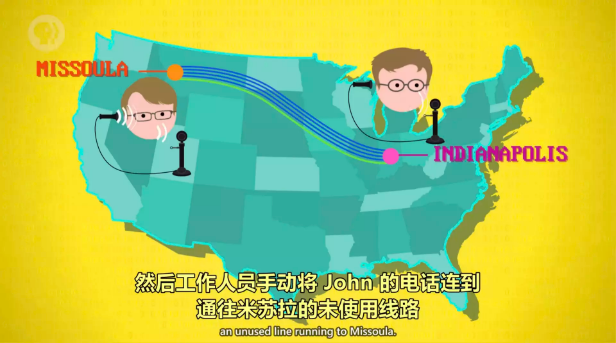 MISSOULA
INDIANAPOLIS
然后工作人员手动将 John 的电话连到
通往米苏拉的未使用线路
an unused line running to Missoula.